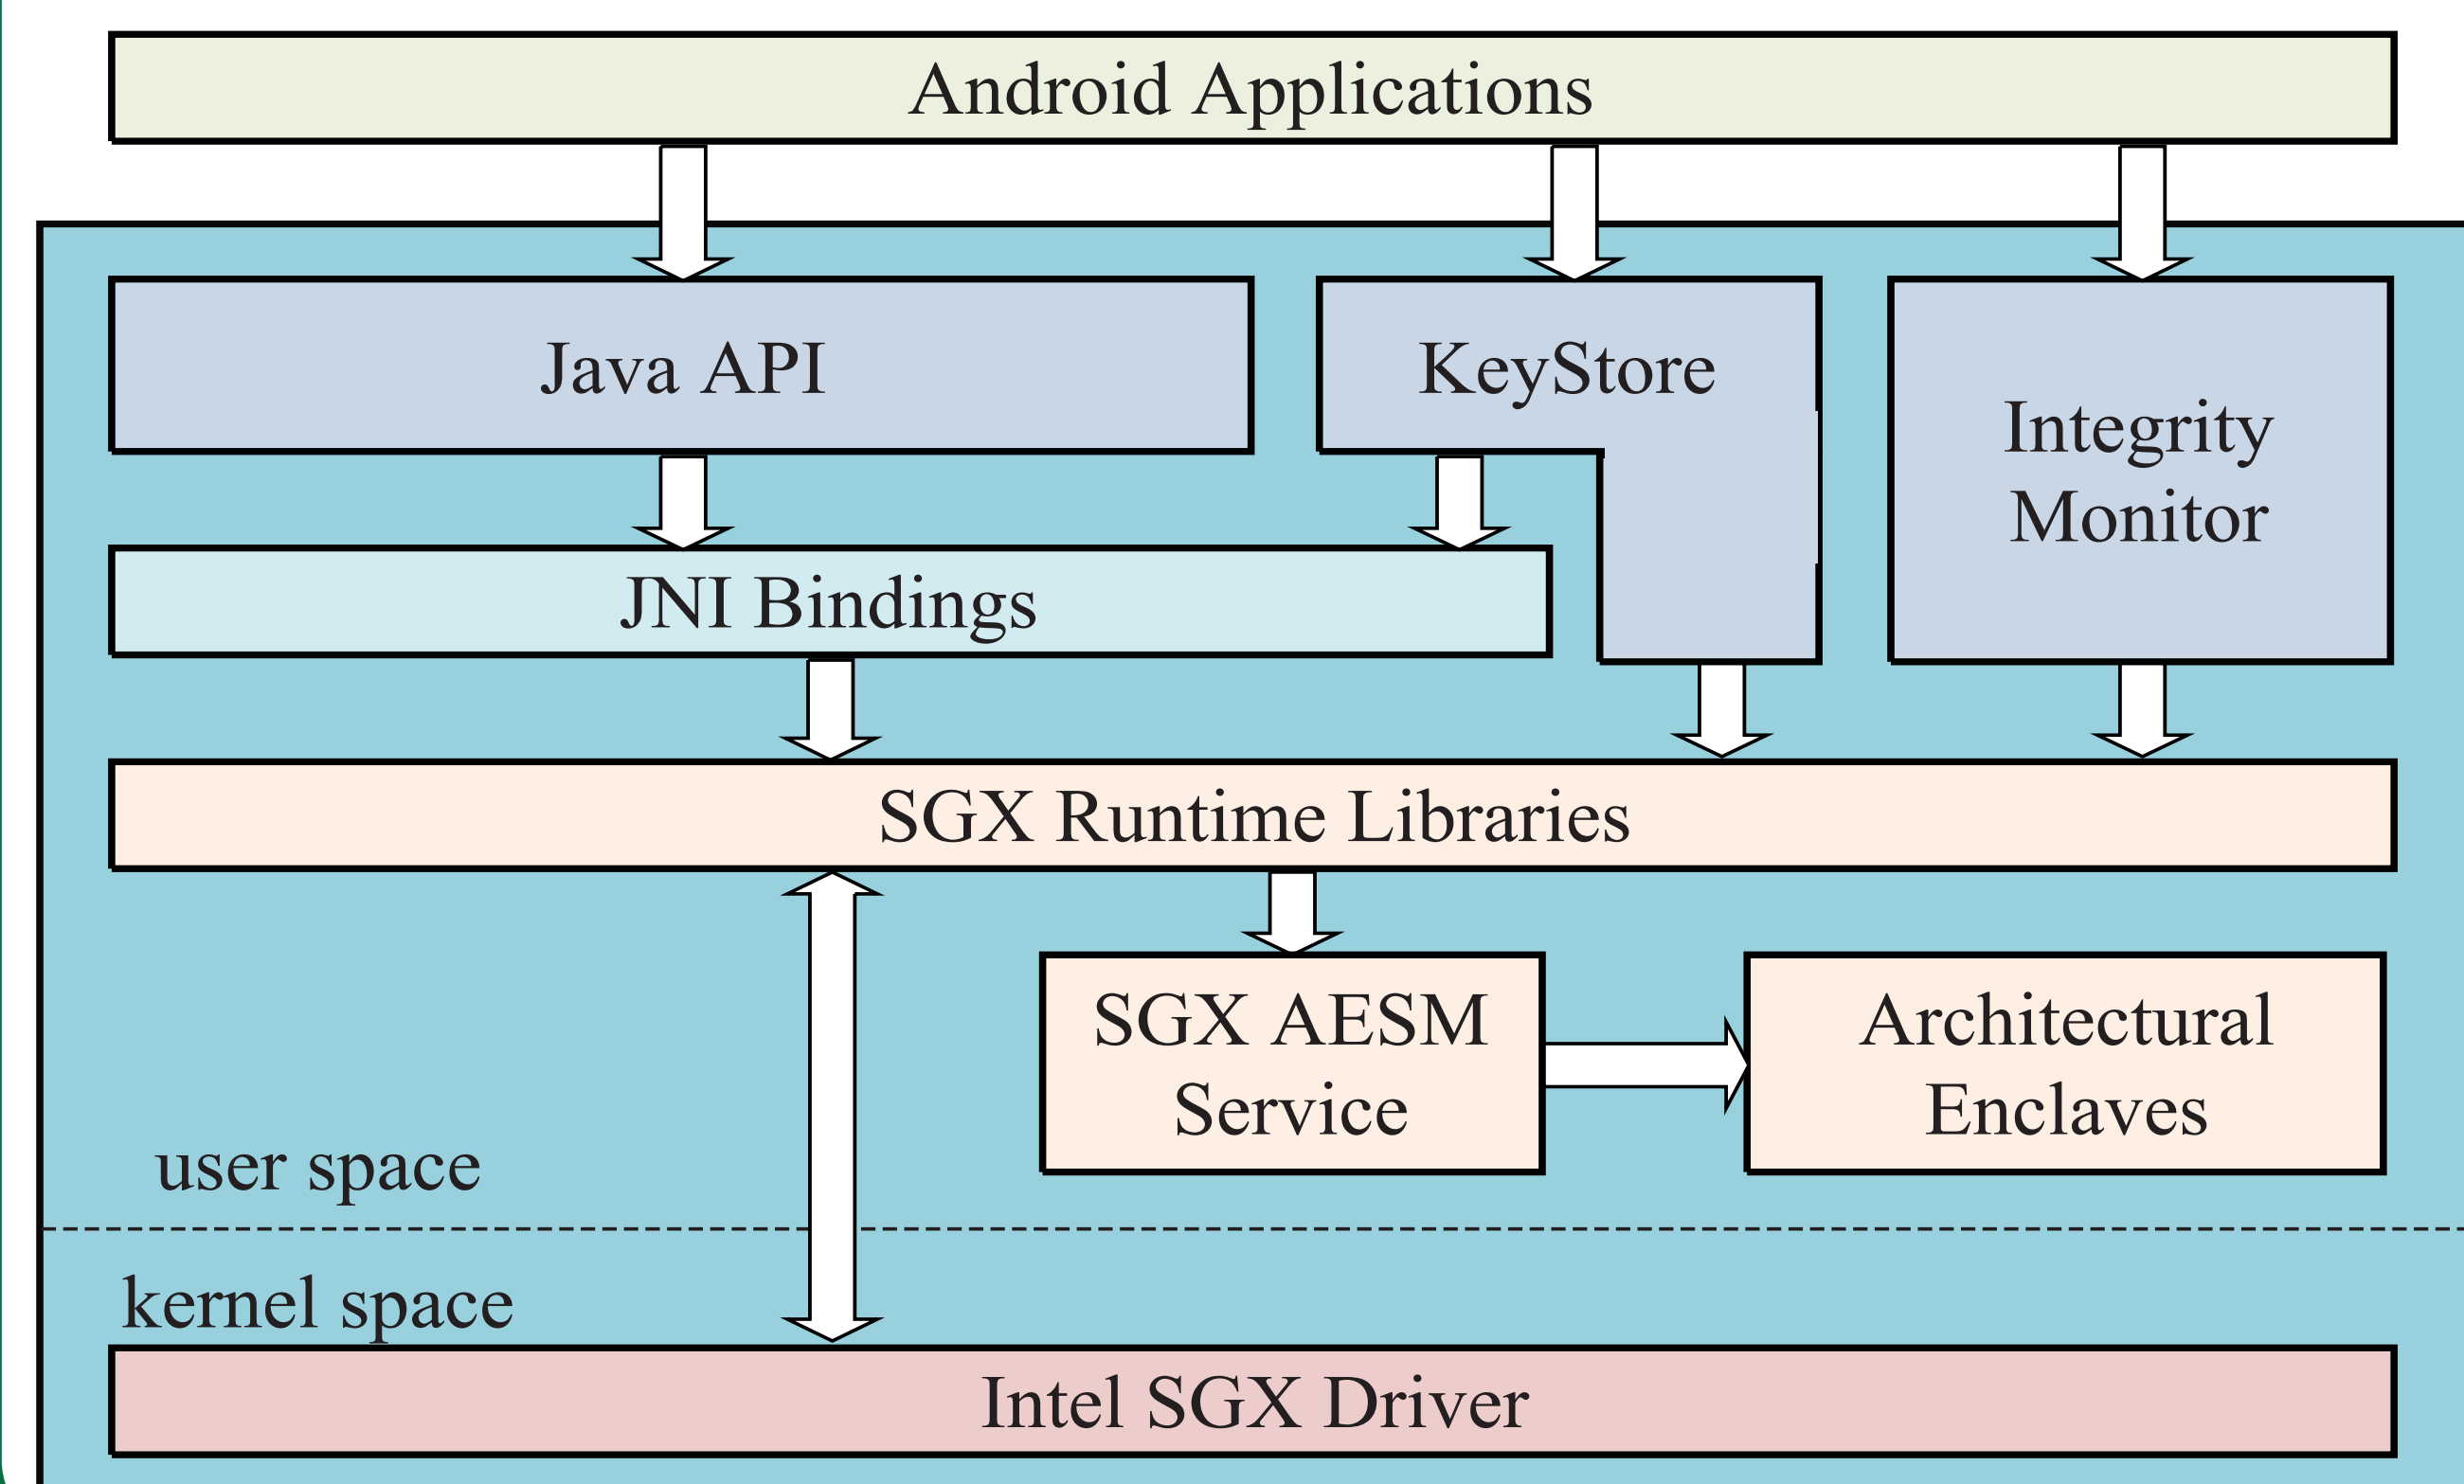 Android Applications
Java API
KeyStore
Integrity
Monitor
JNI Bindings
SGX Runtime Libraries
SGX AESM
Service
Architectural
Enclaves
user space
kernel space
Intel SGX Driver